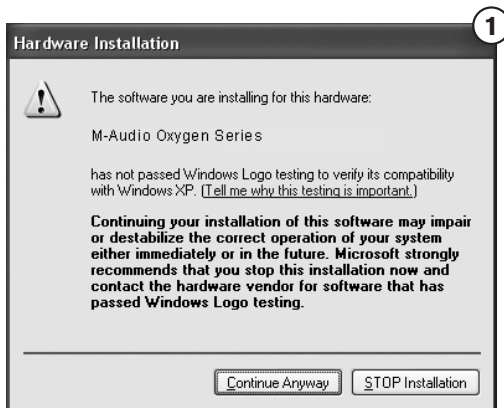 1
Hardware Installation
The software you are installing for this hardware:
M-Audio Oxygen Series
has not passed Windows Logo testing to verify its compatibility
with Windows XP. (Tell me why this testing is important.)
Continuing your installation of this software may impair
or destabilize the correct operation of your system
either immediately or in the future. Microsoft strongly
recommends that you stop this installation now and
contact the hardware vendor for software that has
passed Windows Logo testing.
Continue Anyway STOP Installation